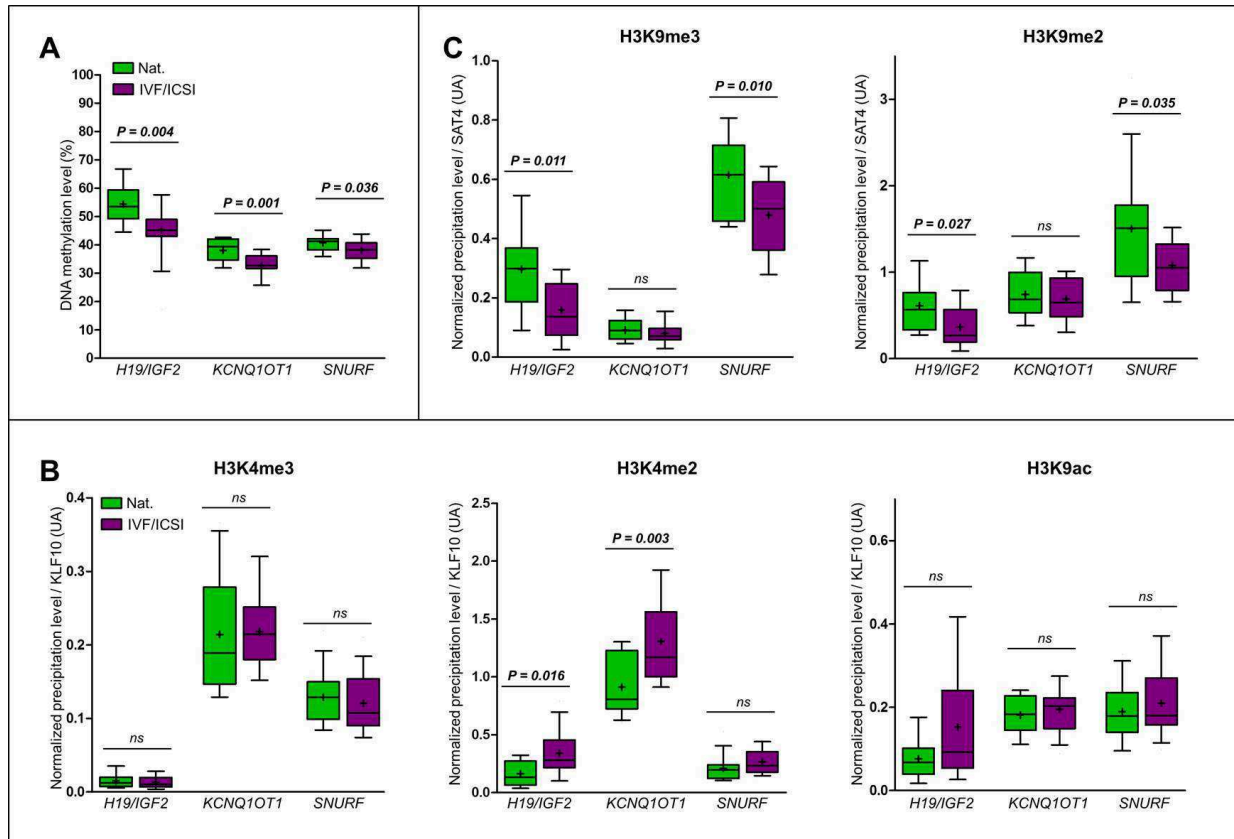 A
Nat.
IVF/ICSI
DNA methylation level (%)
100
90
80
70
60
50
40
30
20
10
0
P = 0.004
P = 0.001
P = 0.036
H19/IGF2
KCNQ1OT1
SNURF
C
H3K9me3
Normalized precipitation level / SAT4 (UA)
1.0
0.8
0.6
0.4
0.2
0.0
P = 0.011
ns
P = 0.010
H19/IGF2
KCNQ1OT1
SNURF
H3K9me2
Normalized precipitation level / SAT4 (UA)
3
2
1
0
P = 0.027
ns
P = 0.035
H19/IGF2
KCNQ1OT1
SNURF
B
H3K4me3
Nat.
IVF/ICSI
Normalized precipitation level / KLF10 (UA)
0.4
0.3
0.2
0.1
0.0
ns
ns
ns
H19/IGF2
KCNQ1OT1
SNURF
H3K4me2
Normalized precipitation level / KLF10 (UA)
2.5
2.0
1.5
1.0
0.5
0.0
P = 0.016
P = 0.003
ns
H19/IGF2
KCNQ1OT1
SNURF
H3K9ac
Normalized precipitation level / KLF10 (UA)
0.6
0.4
0.2
0.0
ns
ns
ns
H19/IGF2
KCNQ1OT1
SNURF